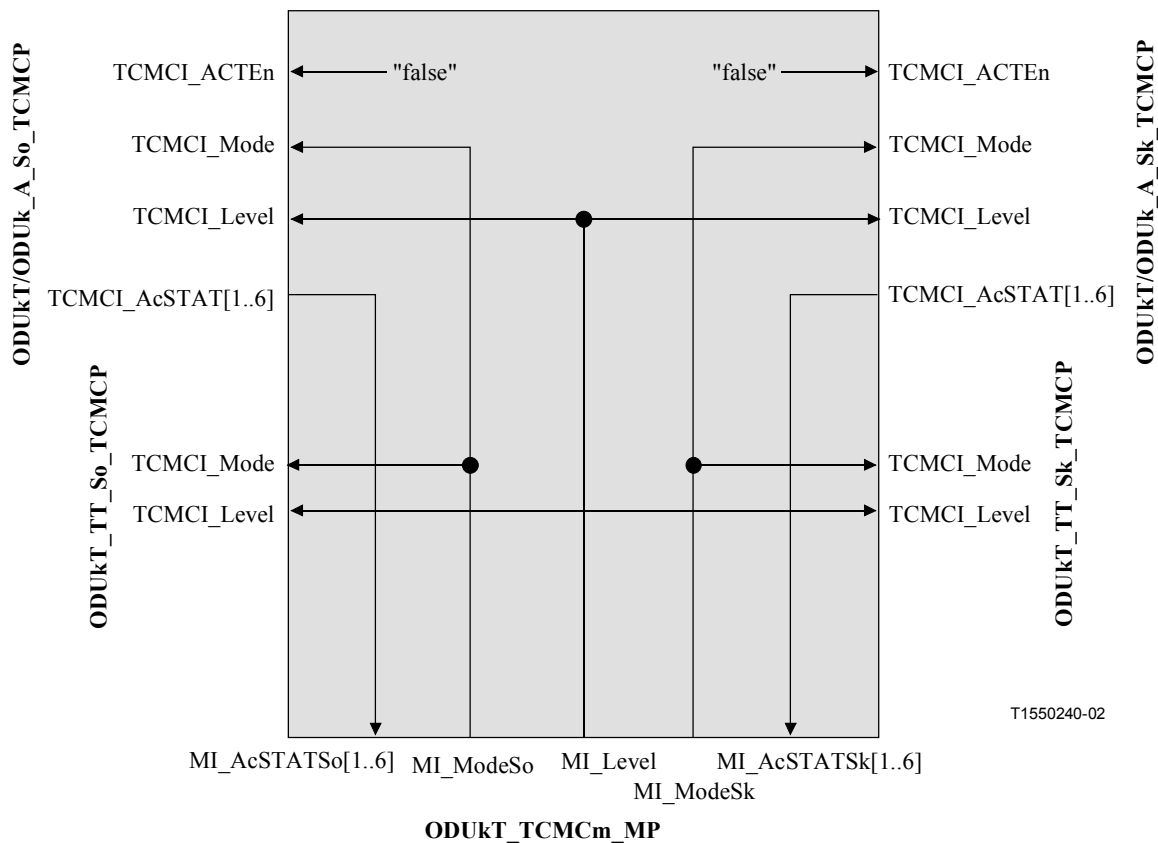 ODUkT/ODUk_A_So_TCMCP
TCMCI_ACTEn
"false"
"false"
TCMCI_ACTEn
TCMCI_Mode
TCMCI_Mode
TCMCI_Level
TCMCI_Level
TCMCI_AcSTAT[1..6]
TCMCI_AcSTAT[1..6]
ODUkT/ODUk_A_Sk_TCMCP
ODUkT_TT_So_TCMCP
TCMCI_Mode
TCMCI_Mode
TCMCI_Level
TCMCI_Level
ODUkT_TT_Sk_TCMCP
T1550240-02
MI_AcSTATSo[1..6]
MI_ModeSo
MI_Level
MI_AcSTATSk[1..6]
MI_ModeSk
ODUkT_TCMCm_MP